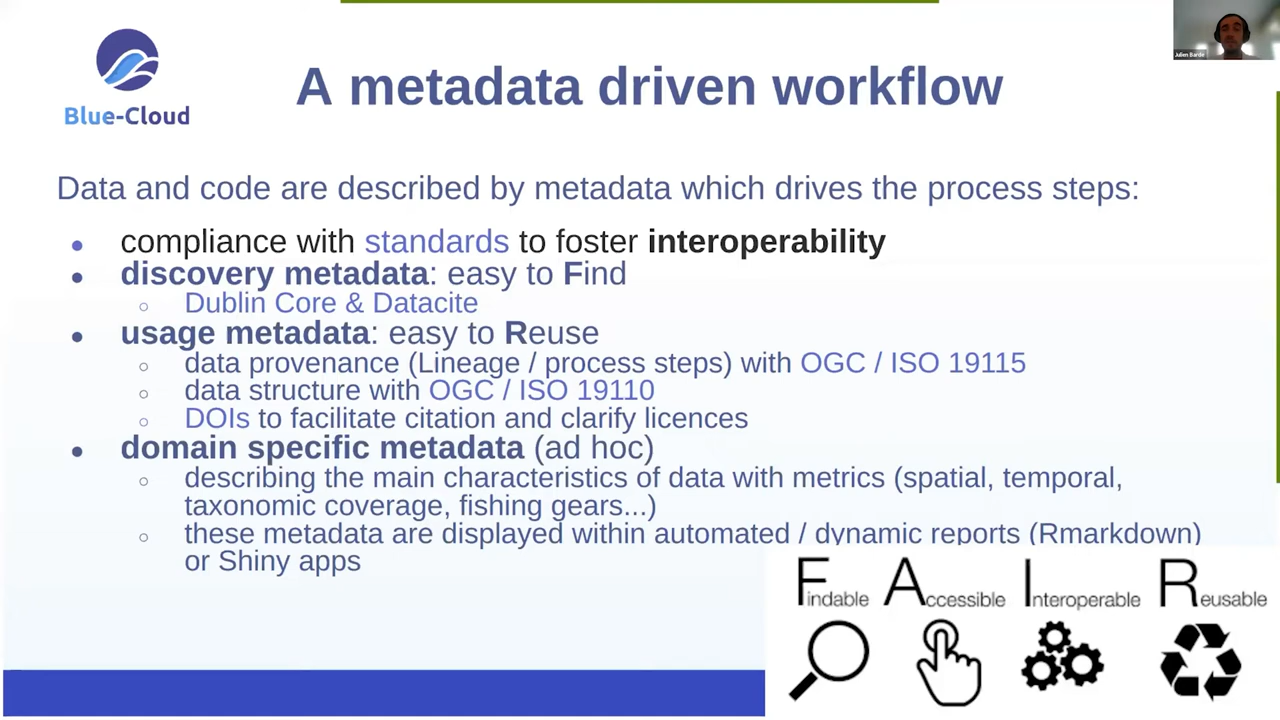 Blue-Cloud
A metadata driven workflow
Julien Barde
Data and code are described by metadata which drives the process steps:
● compliance with standards to foster interoperability
● discovery metadata: easy to Find
○ Dublin Core & Datacite
● usage metadata: easy to Reuse
○ data provenance (Lineage / process steps) with OGC / ISO 19115
○ data structure with OGC / ISO 19110
○ DOIs to facilitate citation and clarify licences
● domain specific metadata (ad hoc)
○ describing the main characteristics of data with metrics (spatial, temporal,
taxonomic coverage, fishing gears...)
○ these metadata are displayed within automated / dynamic reports (Rmarkdown)
or Shiny apps
Findable Accessible Interoperable Reusable